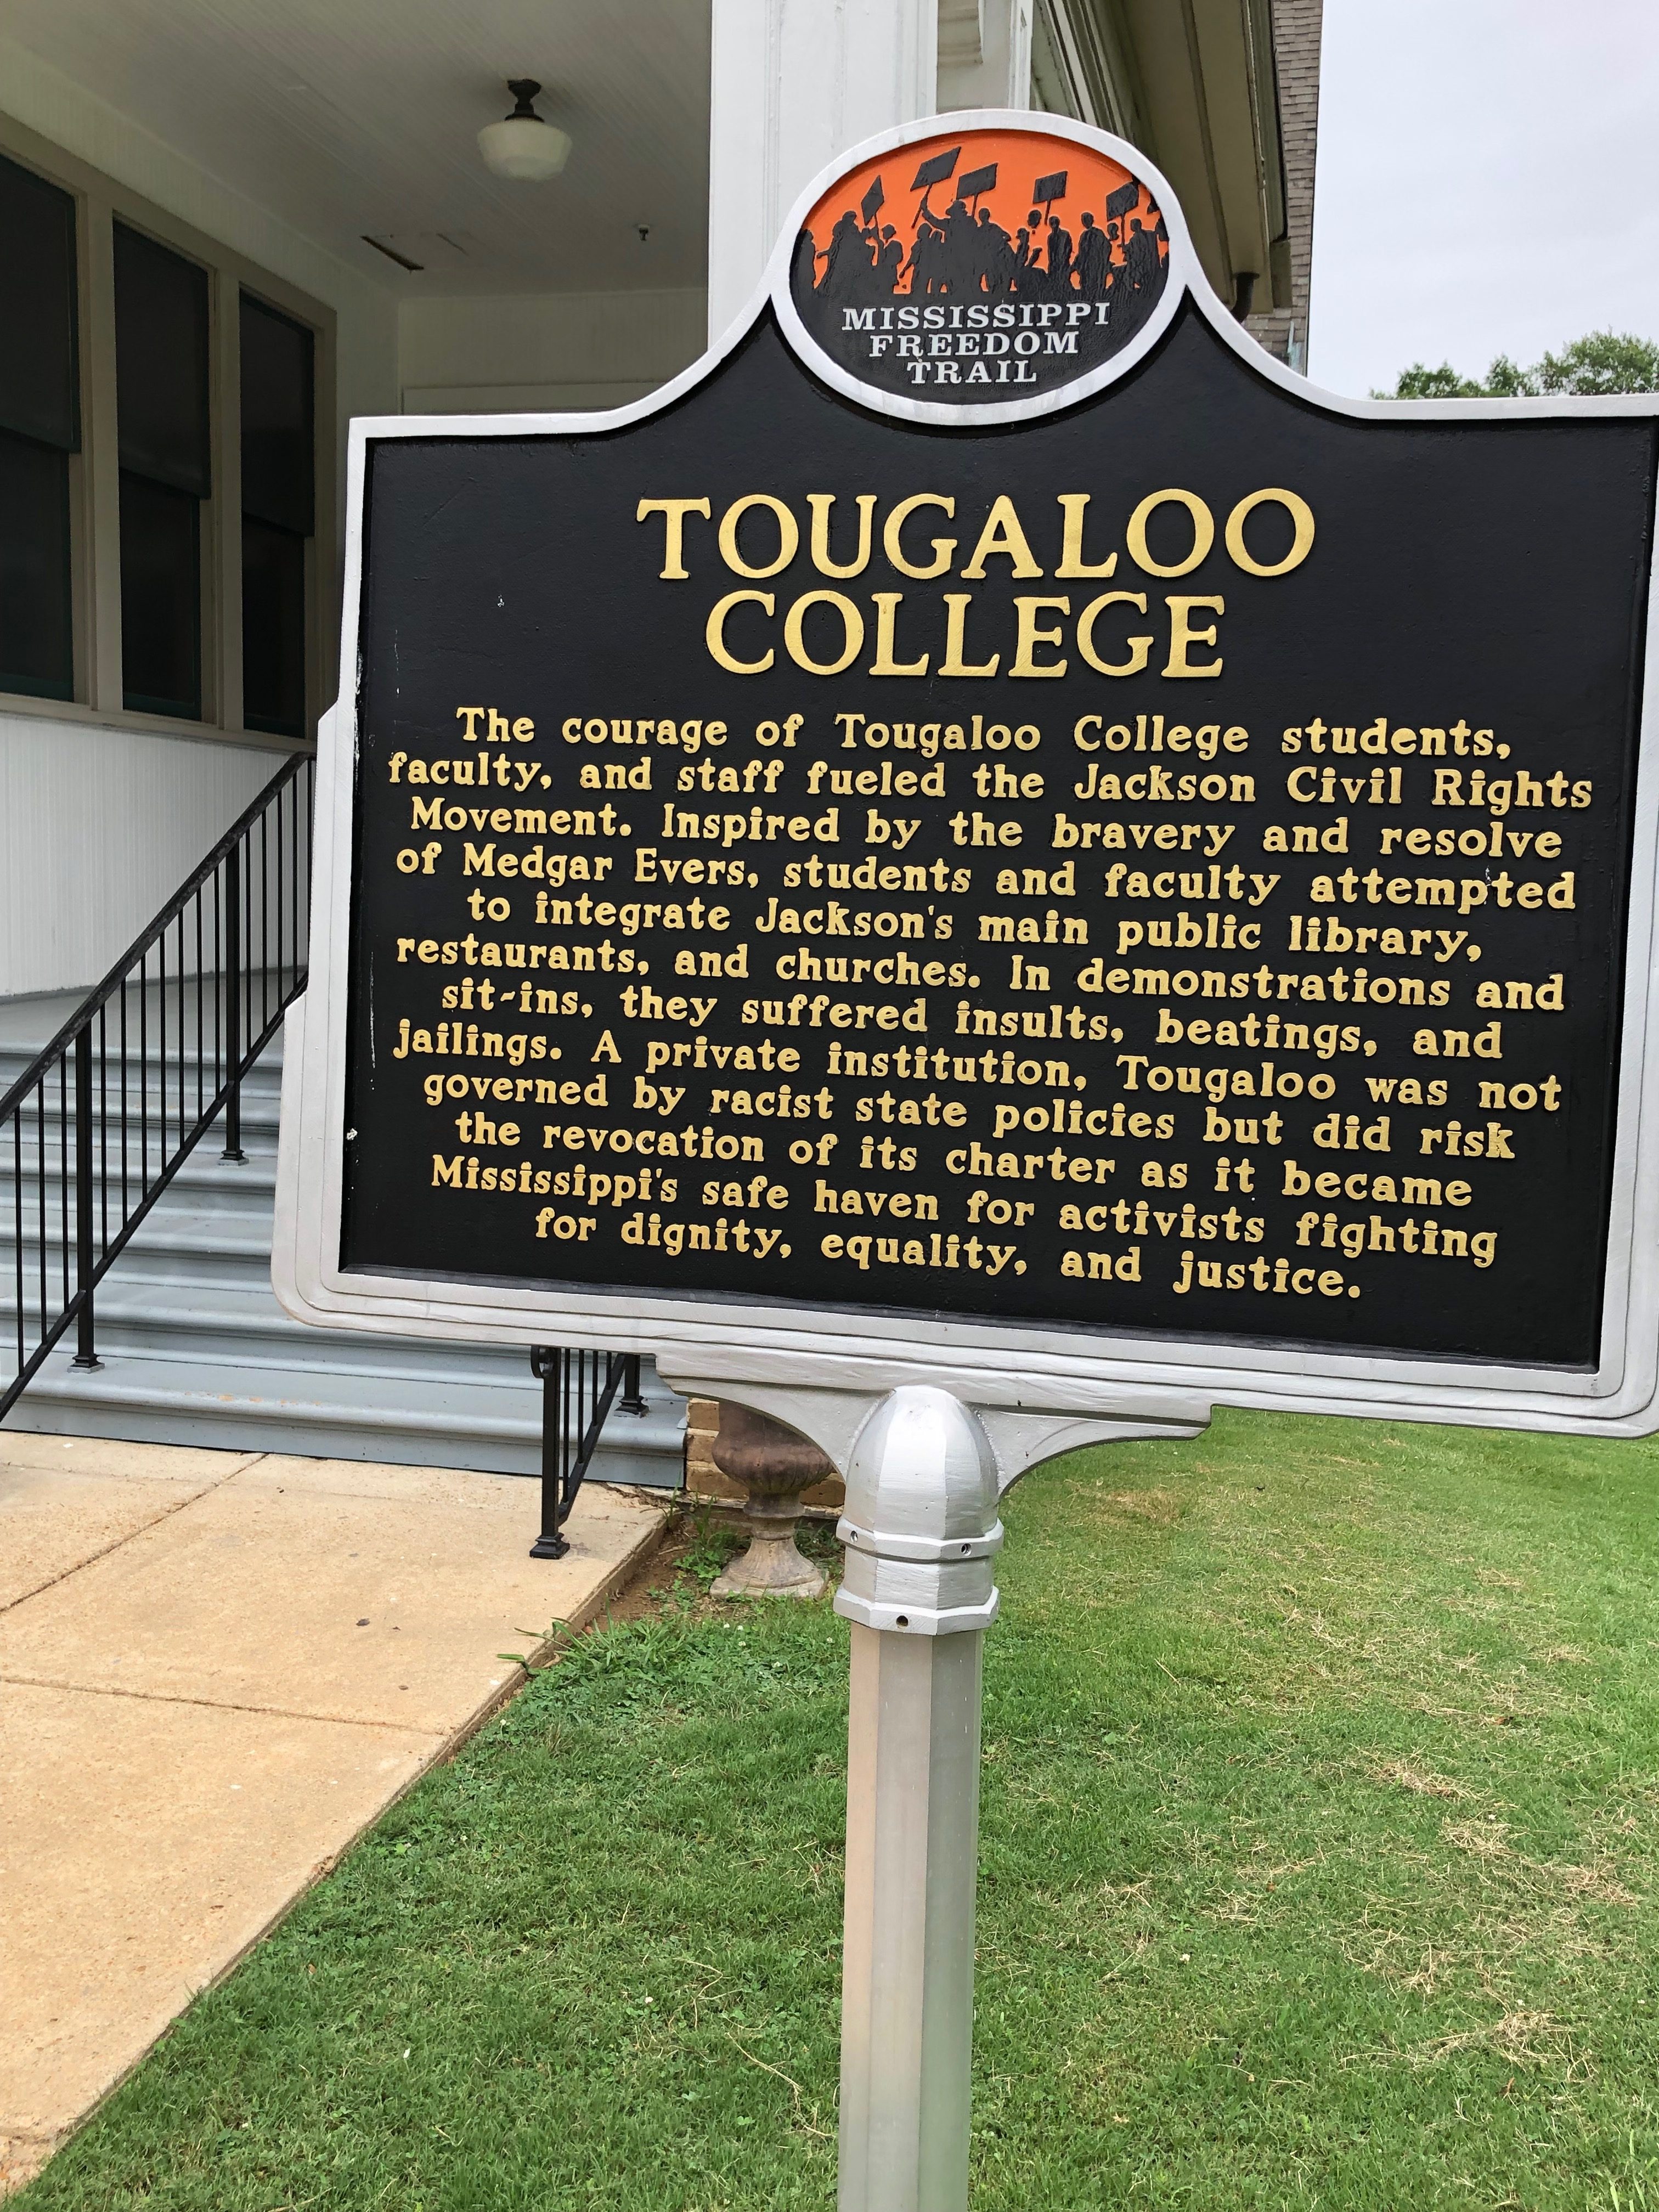 MISSISSIPPI
FREEDOM
TRAIL
TOUGALOO
COLLEGE
The courage of Tougaloo College students,
faculty, and staff fueled the Jackson Civil Rights
Movement. Inspired by the bravery and resolve
of Medgar Evers, students and faculty attempted
to integrate Jackson's main public library,
restaurants, and churches. In demonstrations and
sit-ins, they suffered insults, beatings, and
jailings. A private institution, Tougaloo was not
governed by racist state policies but did risk
the revocation of its charter as it became
Mississippi's safe haven for activists fighting
for dignity, equality, and justice.